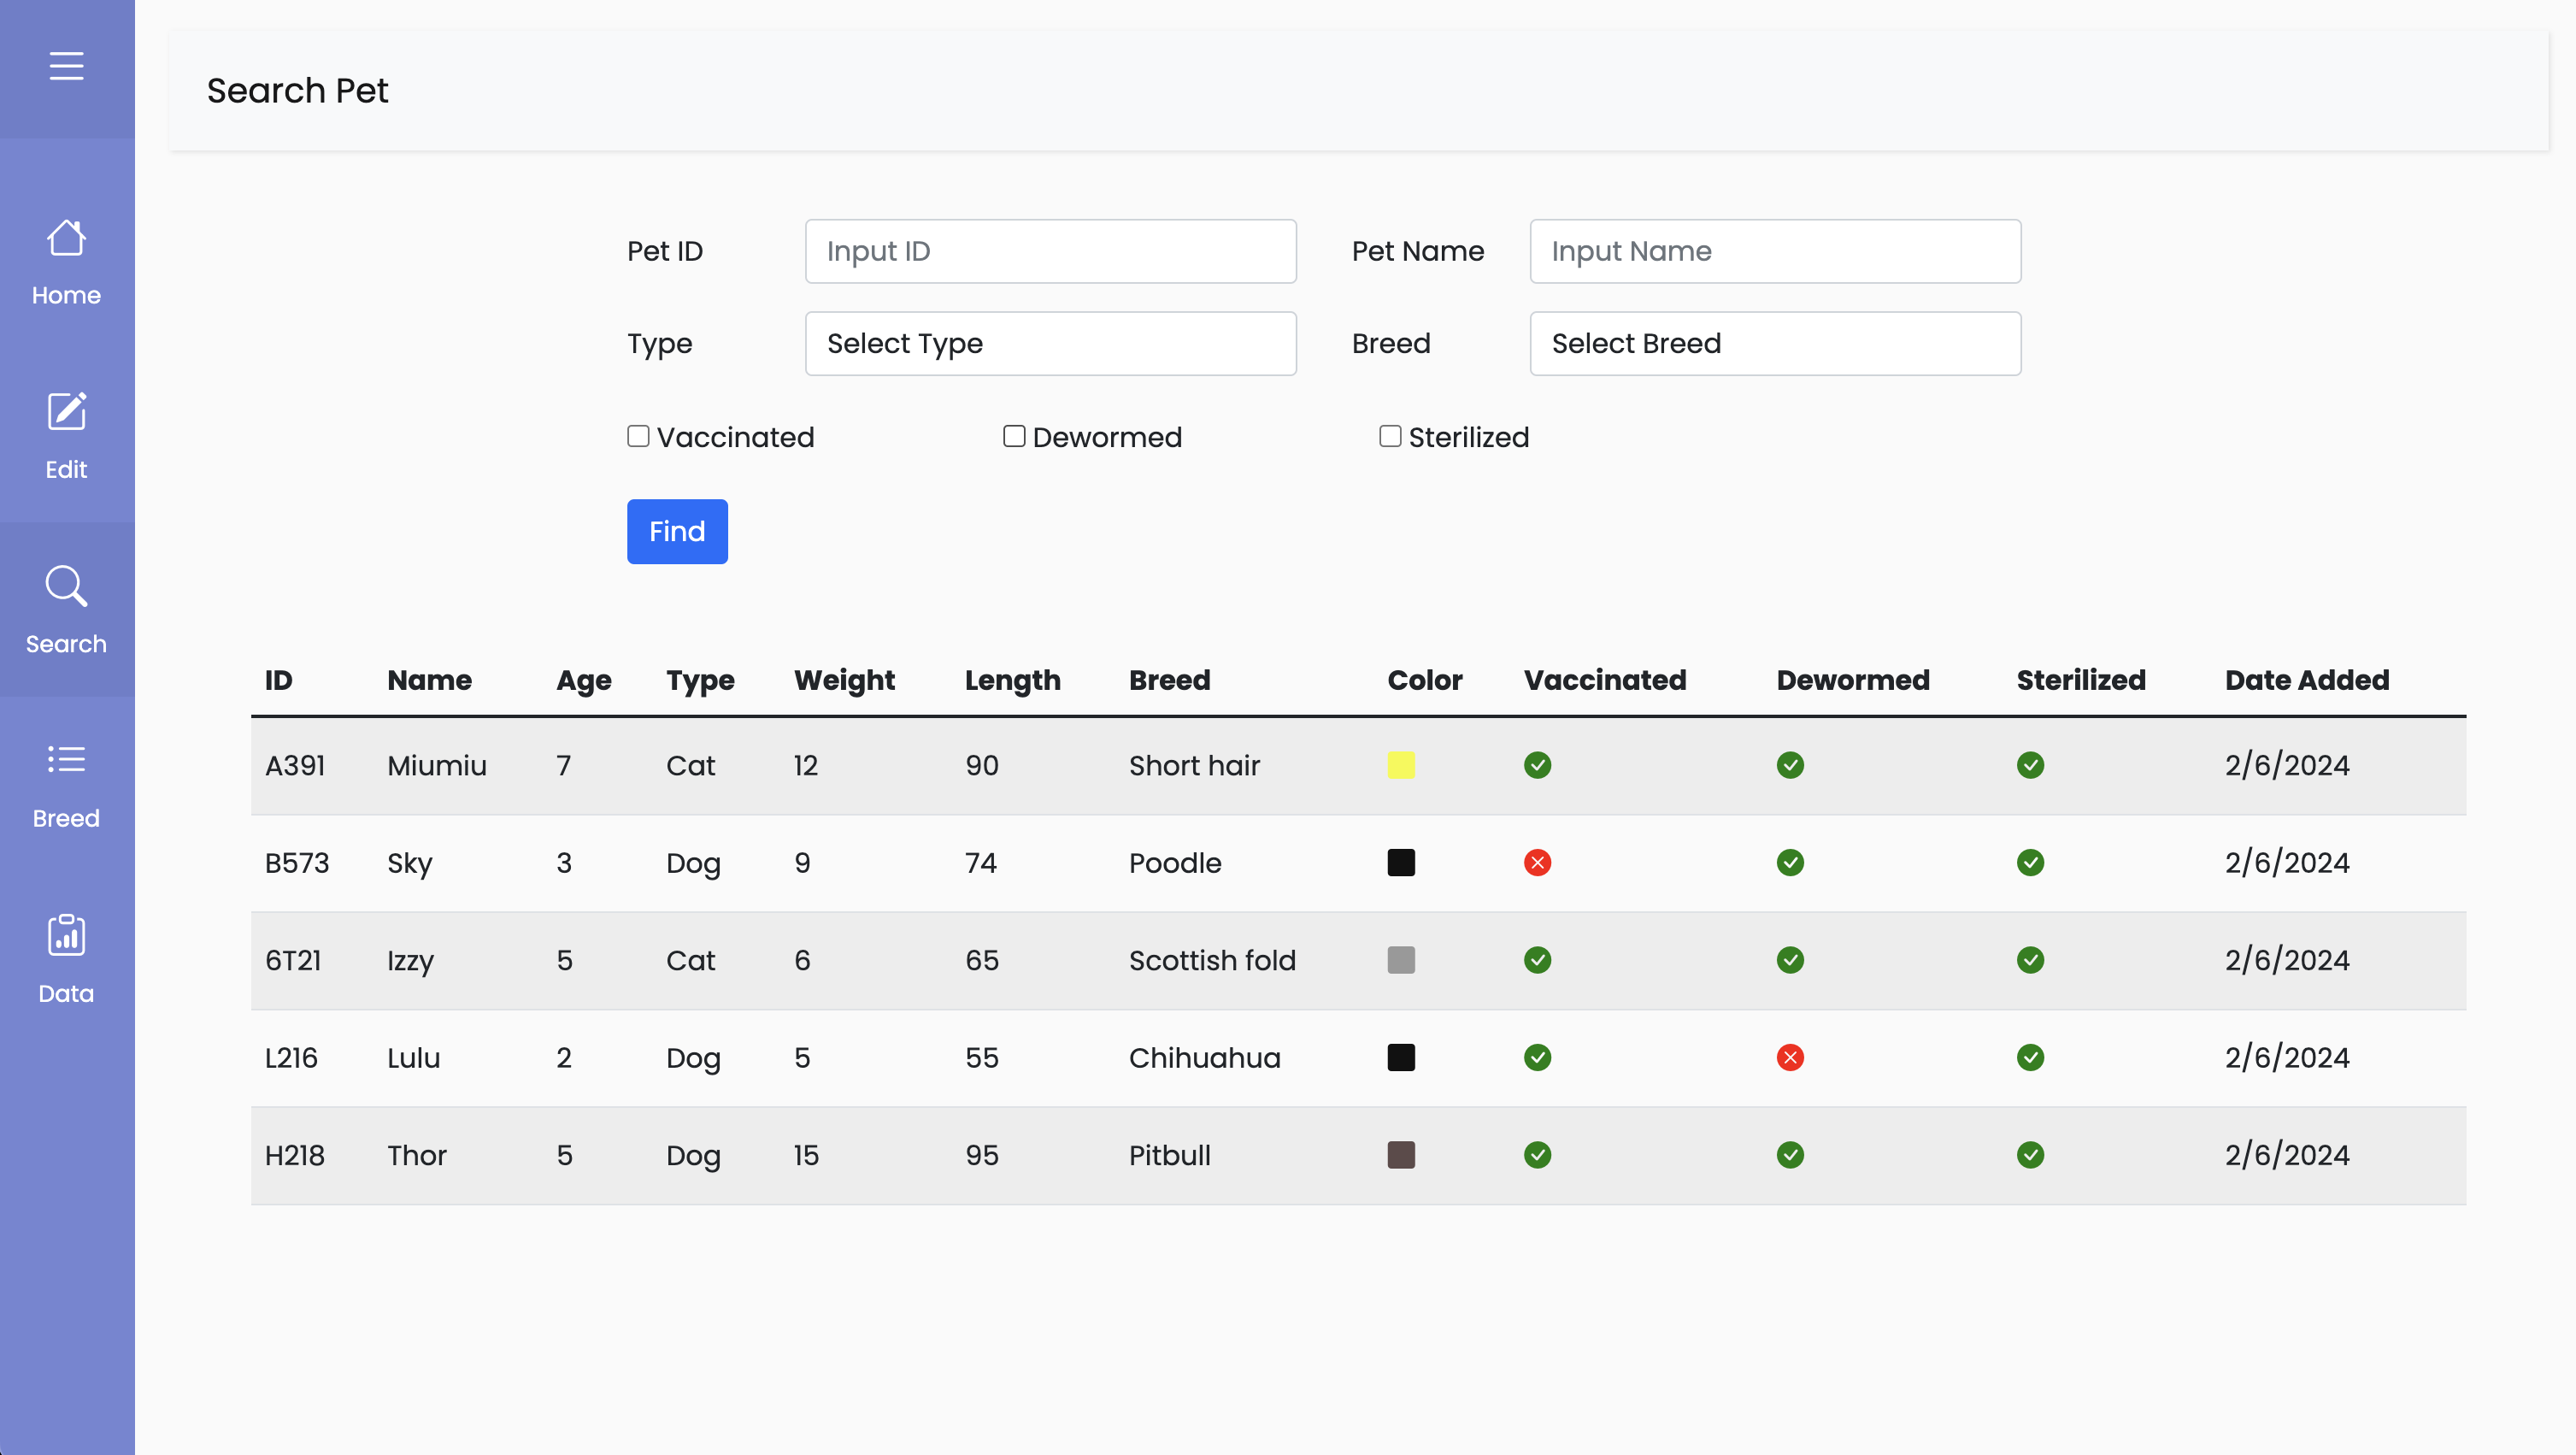 Search Pet
Home
Edit
Search
Breed
Data
Pet ID Input ID Pet Name Input Name
Type Select Type Breed Select Breed
Vaccinated Dewormed Sterilized
Find
ID Name Age Type Weight Length Breed Color Vaccinated Dewormed Sterilized Date Added
A391 Miumiu 7 Cat 12 90 Short hair 2/6/2024
B573 Sky 3 Dog 9 74 Poodle 2/6/2024
6T21 Izzy 5 Cat 6 65 Scottish fold 2/6/2024
L216 Lulu 2 Dog 5 55 Chihuahua 2/6/2024
H218 Thor 5 Dog 15 95 Pitbull 2/6/2024